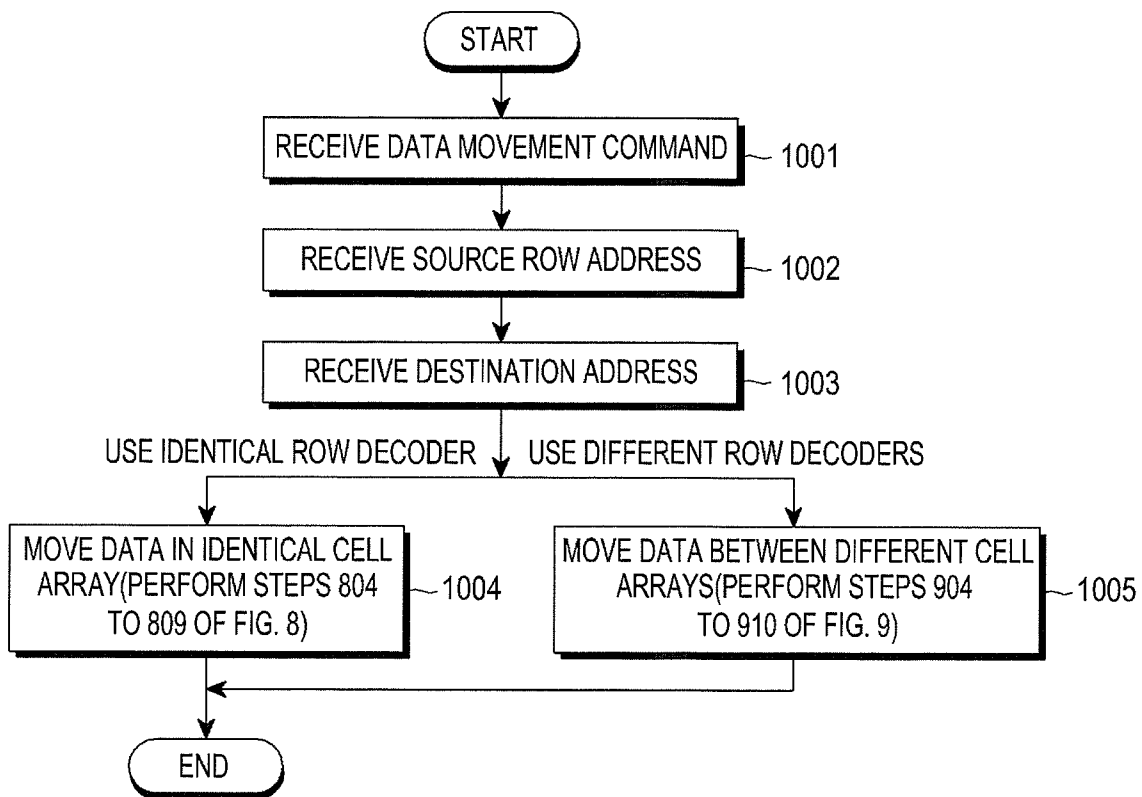 START
RECEIVE DATA MOVEMENT COMMAND
1001
RECEIVE SOURCE ROW ADDRESS
1002
RECEIVE DESTINATION ADDRESS
1003
USE IDENTICAL ROW DECODER
USE DIFFERENT ROW DECODERS
MOVE DATA IN IDENTICAL CELL
ARRAY(PERFORM STEPS 804
TO 809 OF FIG. 8)
1004
MOVE DATA BETWEEN DIFFERENT CELL
ARRAYS(PERFORM STEPS 904
TO 910 OF FIG. 9)
1005
END